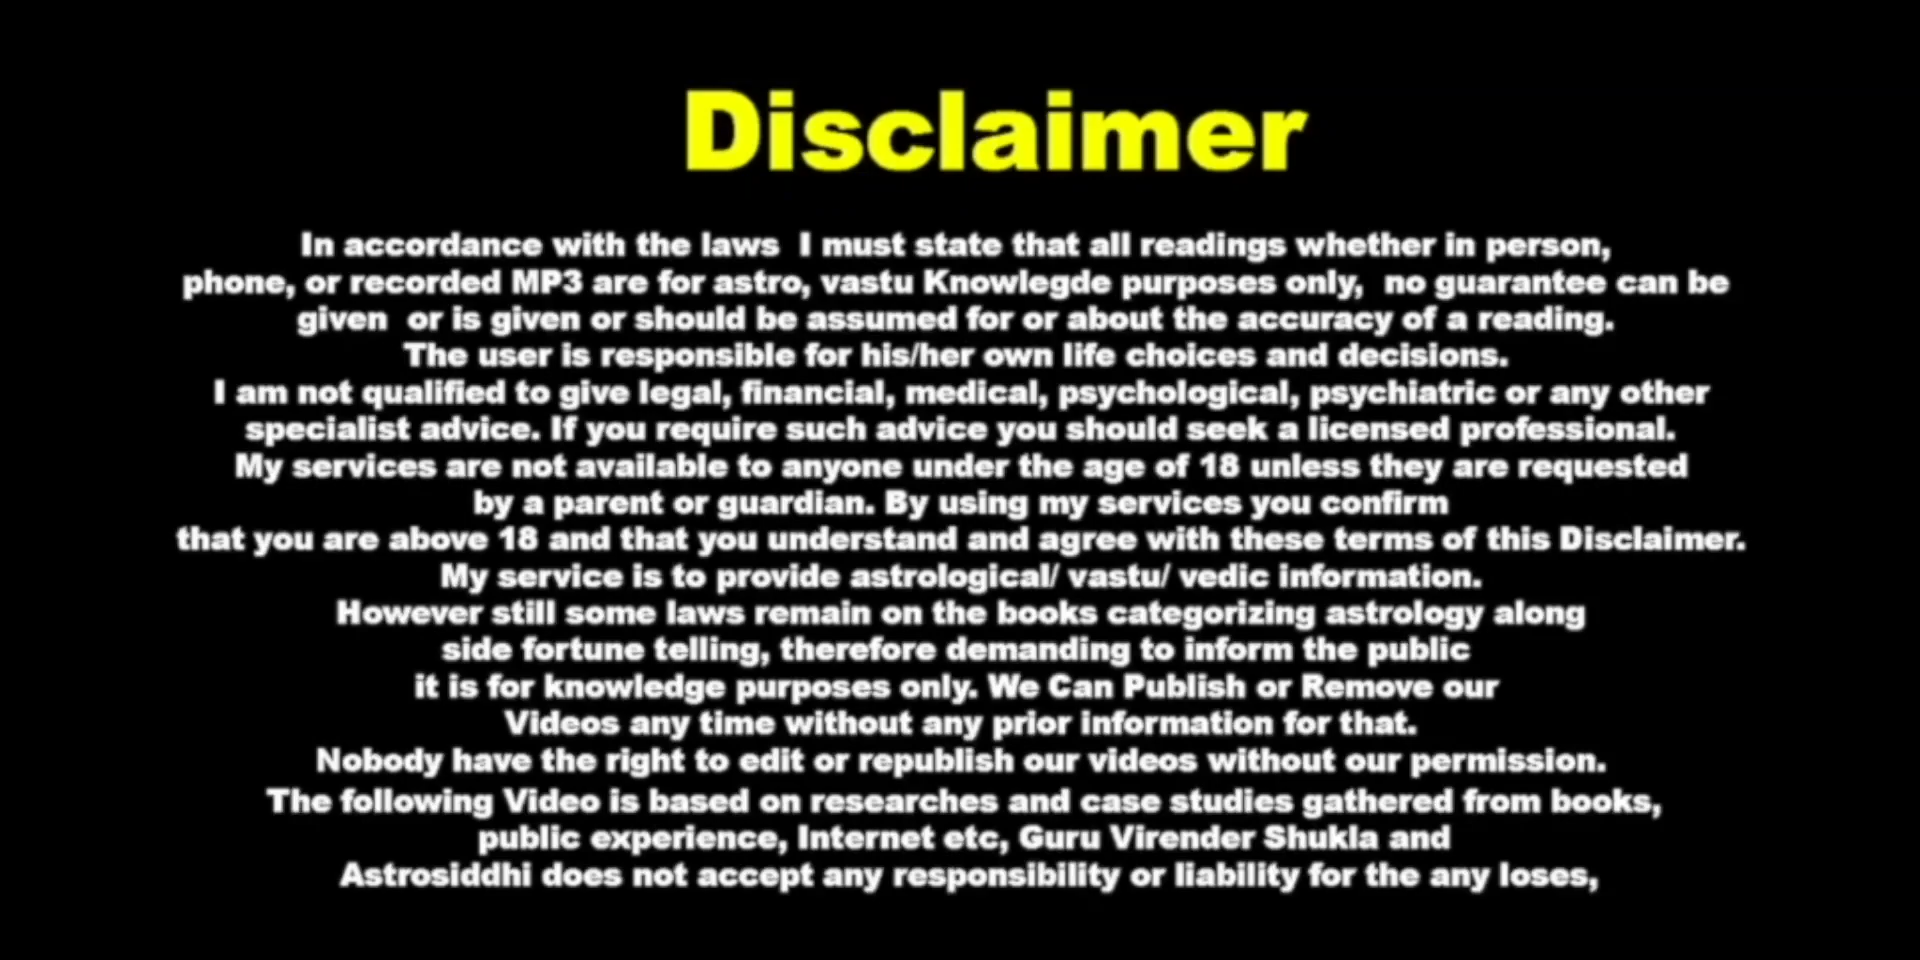 Disclaimer
In accordance with the laws  I must state that all readings whether in person,
phone, or recorded MP3 are for astro, vastu Knowlegde purposes only,  no guarantee can be
given  or is given or should be assumed for or about the accuracy of a reading.
The user is responsible for his/her own life choices and decisions.
I am not qualified to give legal, financial, medical, psychological, psychiatric or any other
specialist advice. If you require such advice you should seek a licensed professional.
My services are not available to anyone under the age of 18 unless they are requested
by a parent or guardian. By using my services you confirm
that you are above 18 and that you understand and agree with these terms of this Disclaimer.
My service is to provide astrological/ vastu/ vedic information.
However still some laws remain on the books categorizing astrology along
side fortune telling, therefore demanding to inform the public
it is for knowledge purposes only. We Can Publish or Remove our
Videos any time without any prior information for that.
Nobody have the right to edit or republish our videos without our permission.
The following Video is based on researches and case studies gathered from books,
public experience, Internet etc, Guru Virender Shukla and
Astrosiddhi does not accept any responsibility or liability for the any loses,